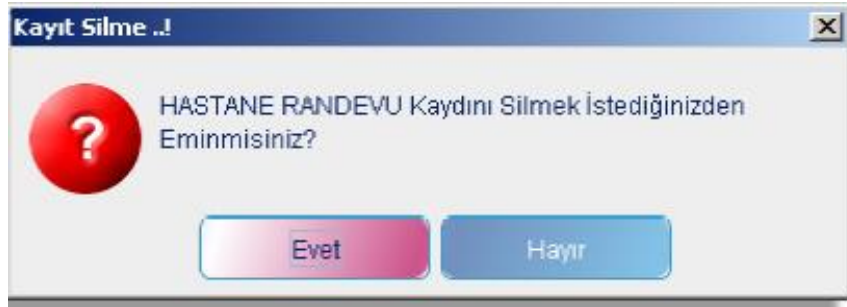 Kayıt Silme ..!
HASTANE RANDEVU Kaydını Silmek İstediğinizden
Eminmisiniz?
Evet
Hayır